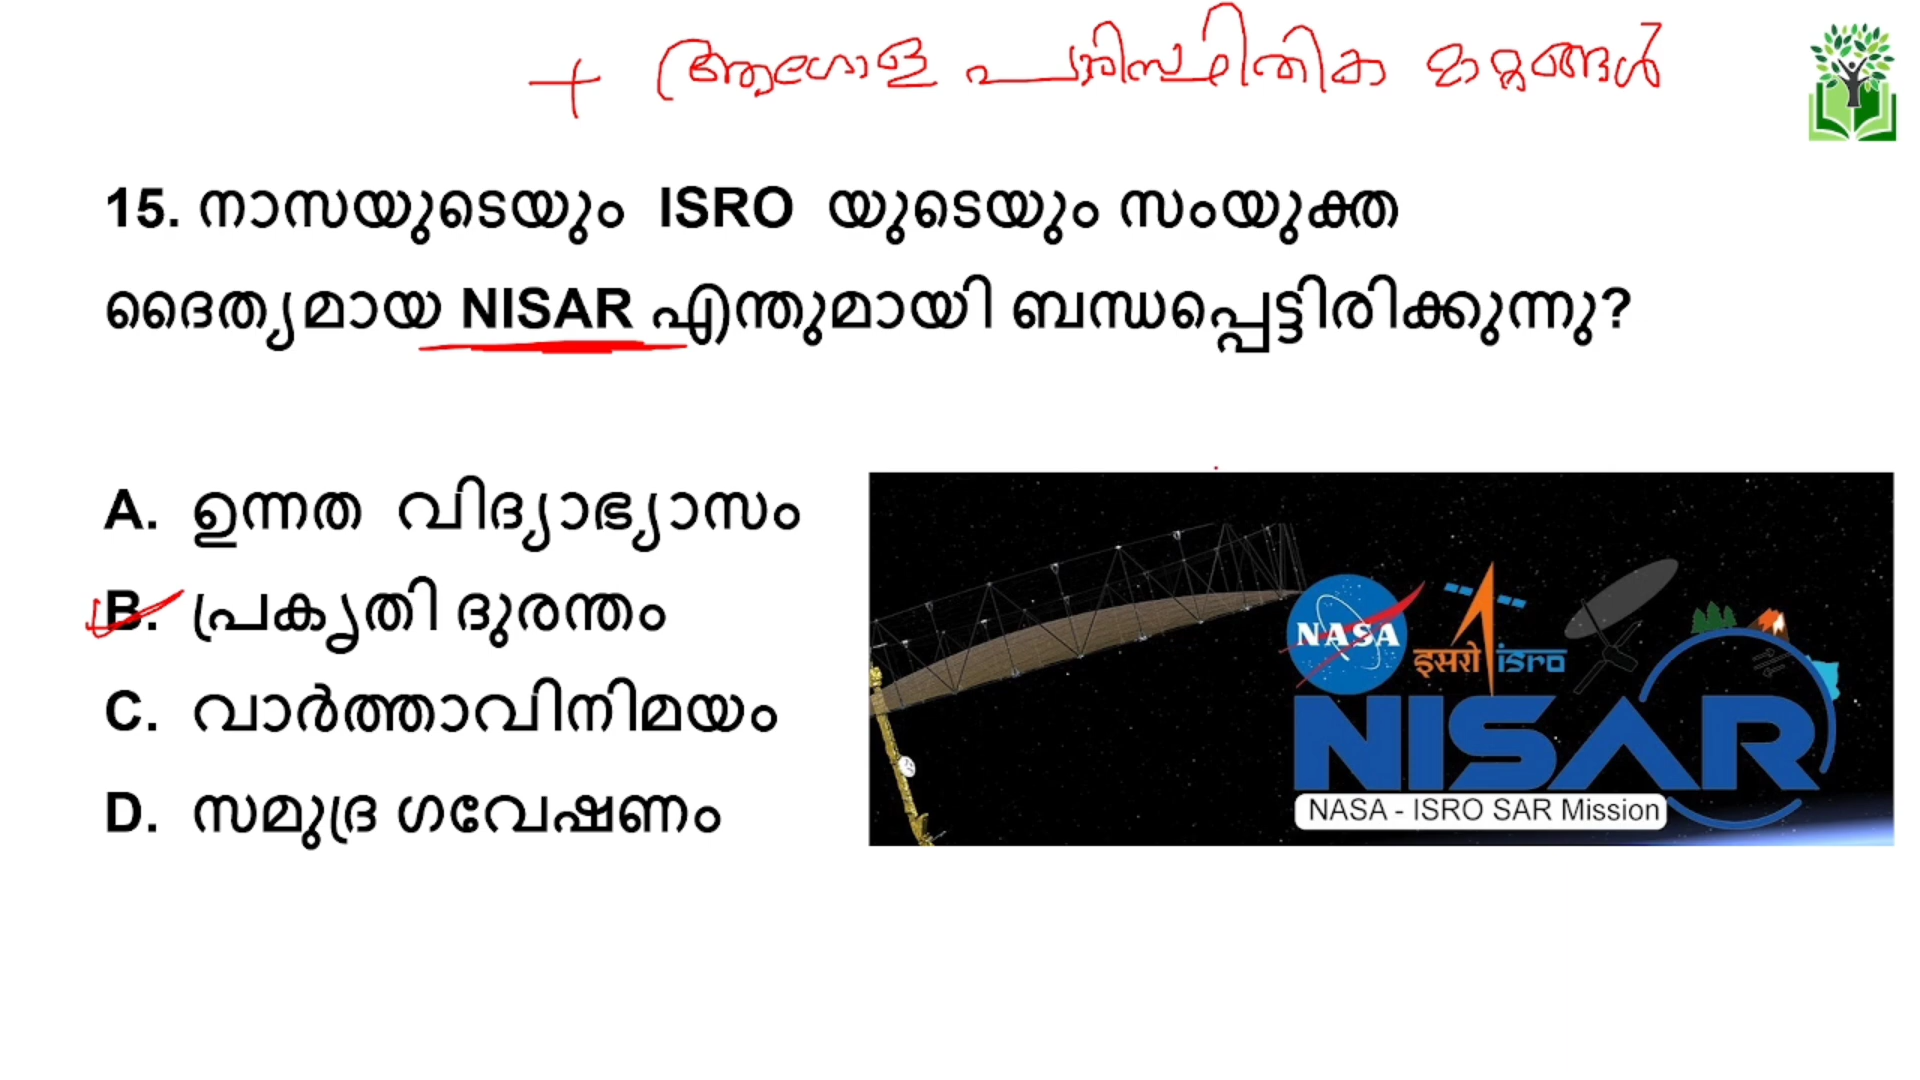 + ആഗോള പാരിസ്ഥിതിക മാറ്റങ്ങൾ
15. നാസയുടെയും ISRO യുടെയും സംയുക്ത
ദൈത്യമായ NISAR എന്തുമായി ബന്ധപ്പെട്ടിരിക്കുന്നു?
A. ഉന്നത വിദ്യാഭ്യാസം
B. പ്രകൃതി ദുരന്തം
C. വാർത്താവിനിമയം
D. സമുദ്ര ഗവേഷണം
NASA
इसरो isro
NISAR
NASA - ISRO SAR Mission